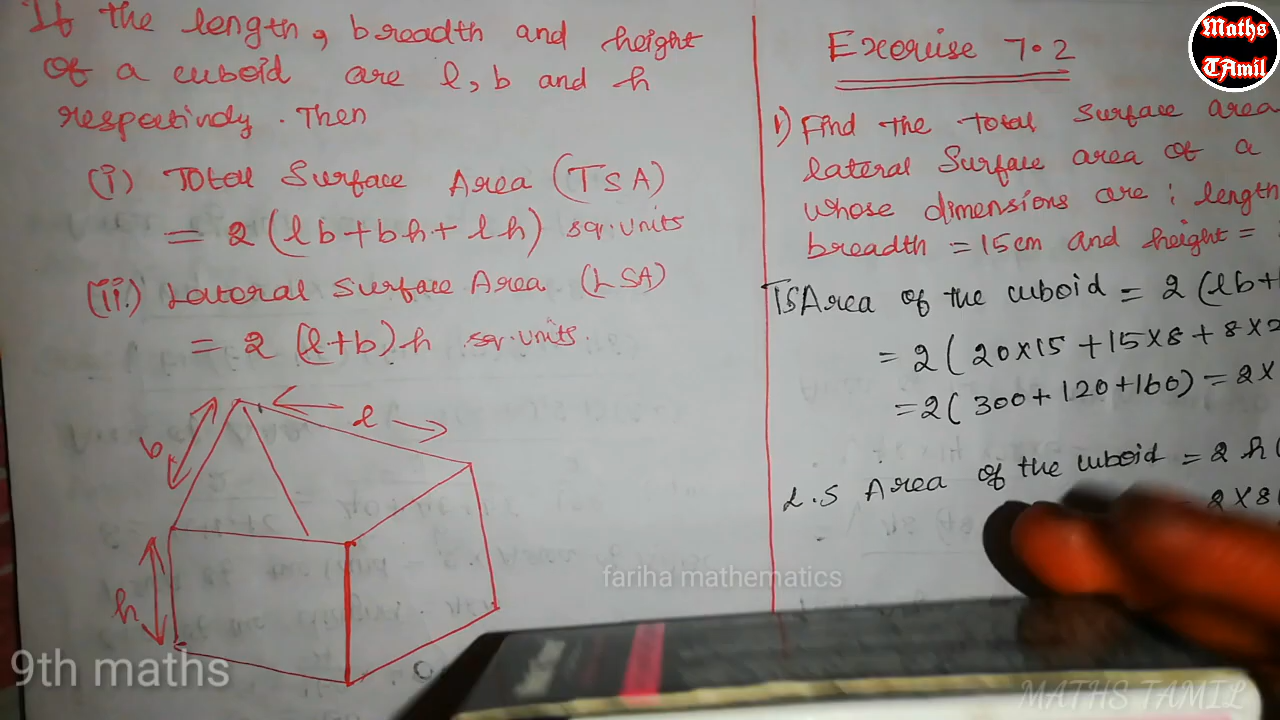 If the length, breadth and height
of a cuboid are l, b and h
respectively. Then
(i) Total Surface Area (TSA)
= 2 (lb + bh + lh) sq.units
(ii.) Lateral Surface Area (LSA)
= 2 (l+b) h sq.units.
b
l
h
Exercise 7.2
1) Find the total surface area
lateral Surface area of a
whose dimensions are : length
breadth = 15cm and height =
TSArea of the cuboid = 2 (lb+
= 2 ( 20×15 + 15×8 + 8×2
= 2 ( 300 + 120 + 160) = 2×
L.S Area of the cuboid = 2 h (
= 2×8(
Maths
TAmil
fariha mathematics
9th maths
MATHS TAMIL